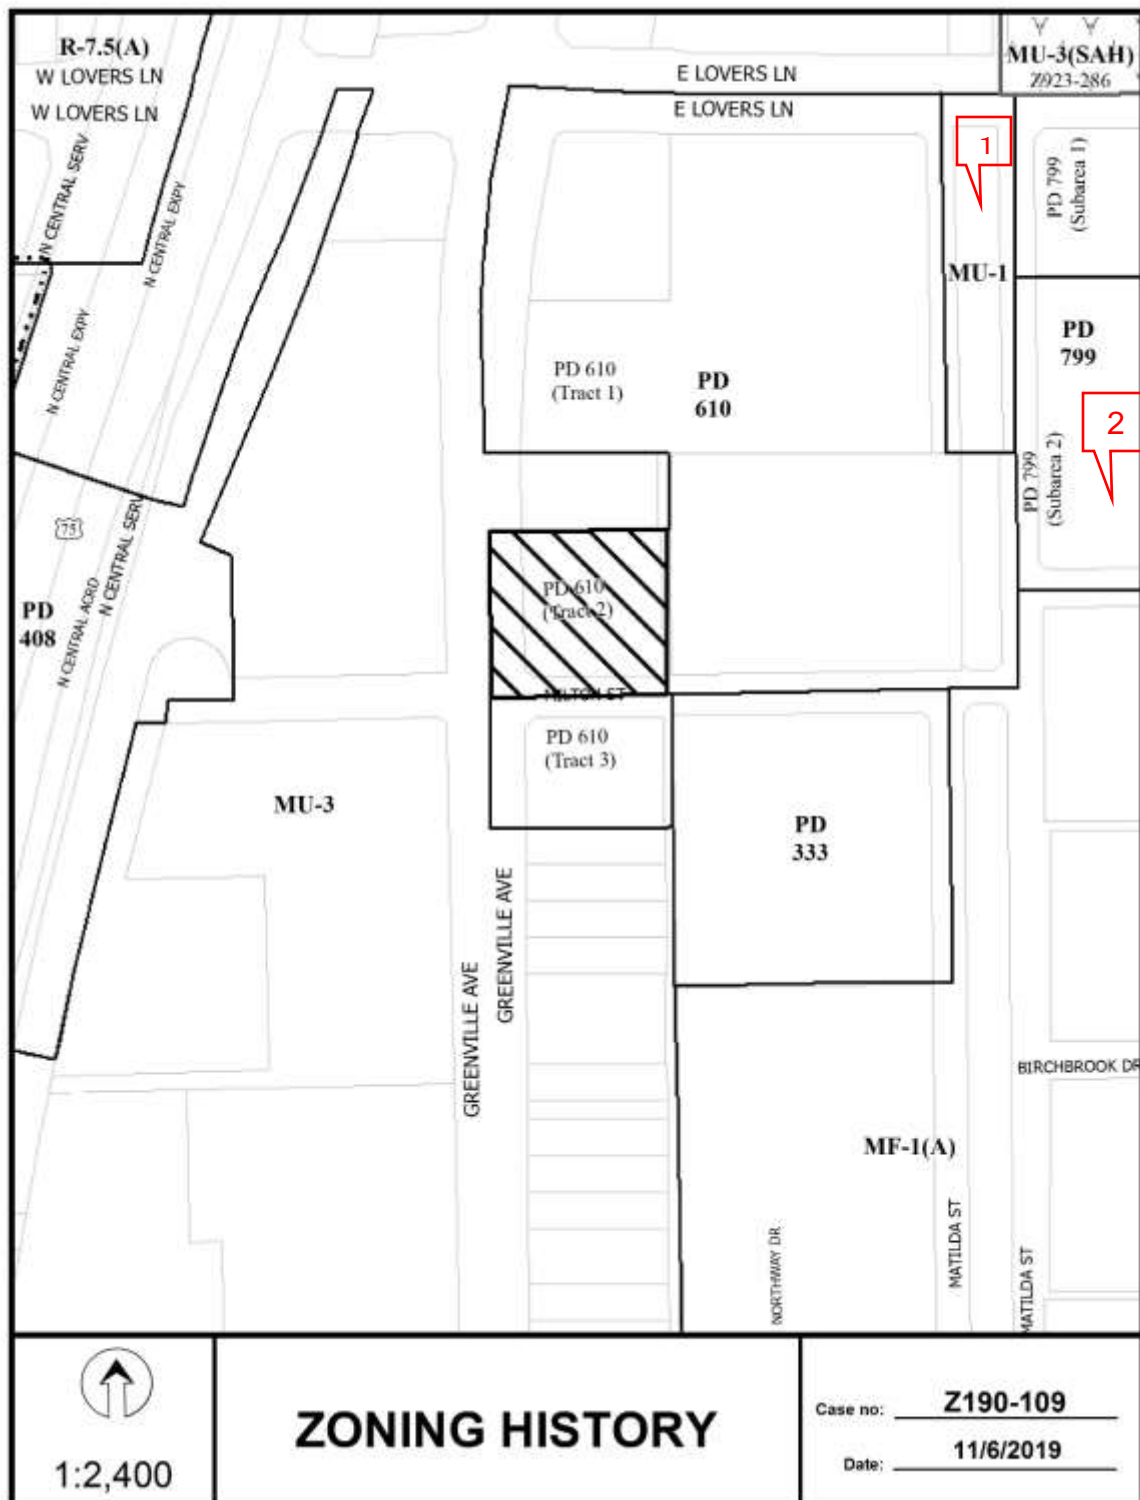 R-7.5(A)
W LOVERS LN
W LOVERS LN
E LOVERS LN
E LOVERS LN
MU-3(SAH)
Z923-286
N CENTRAL SERV
N CENTRAL EXPY
N CENTRAL EXPY
1
PD 799
(Subarea 1)
MU-1
PD
799
PD 610
(Tract 1)
PD
610
2
PD 799
(Subarea 2)
75
N CENTRAL SERV
N CENTRAL ACRD
PD
408
PD 610
(Tract 2)
MILTON ST
PD 610
(Tract 3)
MU-3
PD
333
GREENVILLE AVE
GREENVILLE AVE
BIRCHBROOK DR
MF-1(A)
NORTHWAY DR
MATILDA ST
MATILDA ST
1:2,400
ZONING HISTORY
Case no: Z190-109
Date: 11/6/2019